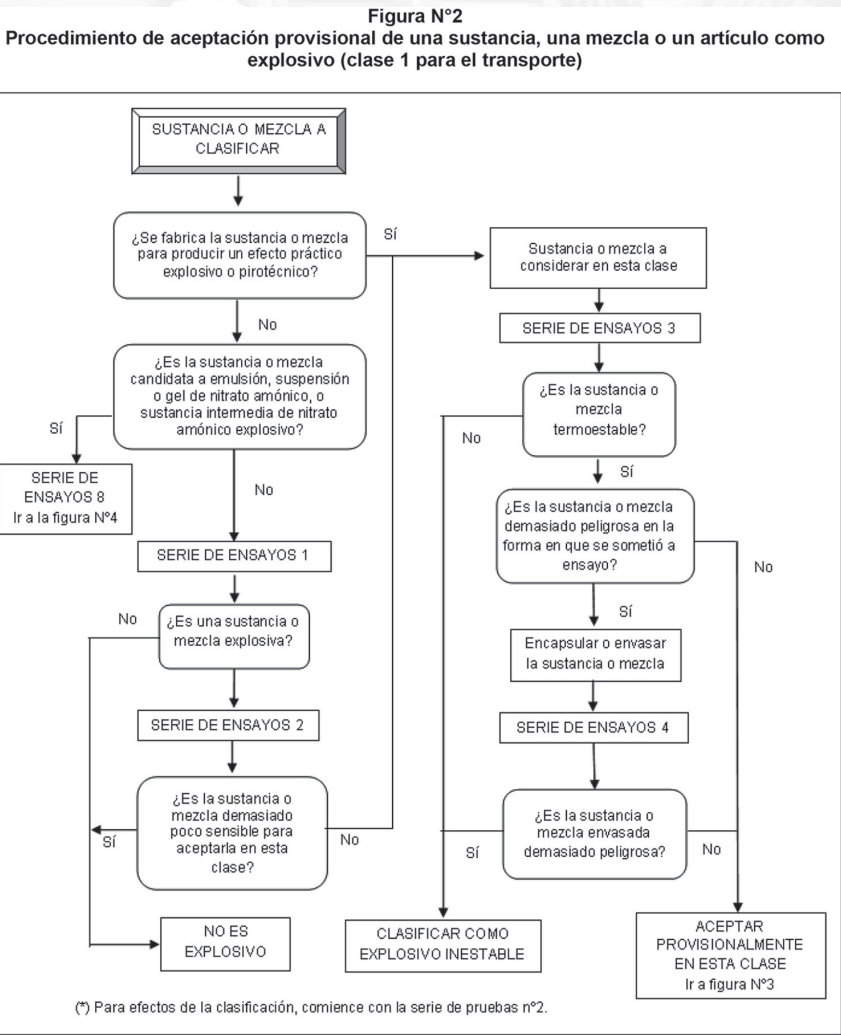 Figura N°2
Procedimiento de aceptación provisional de una sustancia, una mezcla o un artículo como
explosivo (clase 1 para el transporte)
SUSTANCIA O MEZCLA A
CLASIFICAR
¿Se fabrica la sustancia o mezcla
para producir un efecto práctico
explosivo o pirotécnico?
Sí
No
¿Es la sustancia o mezcla
candidata a emulsión, suspensión
o gel de nitrato amónico, o
sustancia intermedia de nitrato
amónico explosivo?
Sí
SERIE DE
ENSAYOS 8
Ir a la figura N°4
No
SERIE DE ENSAYOS 1
No
¿Es una sustancia o
mezcla explosiva?
SERIE DE ENSAYOS 2
¿Es la sustancia o
mezcla demasiado
poco sensible para
aceptarla en esta
clase?
Sí
No
NO ES
EXPLOSIVO
Sustancia o mezcla a
considerar en esta clase
SERIE DE ENSAYOS 3
¿Es la sustancia o
mezcla
termoestable?
No
Sí
¿Es la sustancia o mezcla
demasiado peligrosa en la
forma en que se sometió a
ensayo?
No
Sí
Encapsular o envasar
la sustancia o mezcla
SERIE DE ENSAYOS 4
¿Es la sustancia o
mezcla envasada
demasiado peligrosa?
Sí
No
CLASIFICAR COMO
EXPLOSIVO INESTABLE
ACEPTAR
PROVISIONALMENTE
EN ESTA CLASE
Ir a figura N°3
(*) Para efectos de la clasificación, comience con la serie de pruebas n°2.